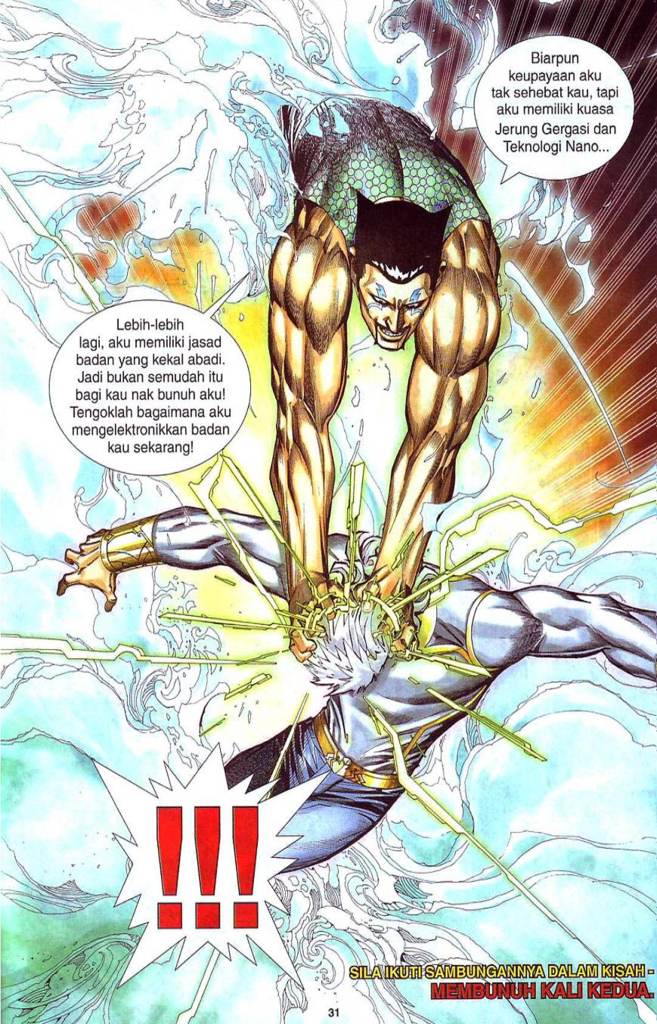 Biarpun
keupayaan aku
tak sehebat kau, tapi
aku memiliki kuasa
Jerung Gergasi dan
Teknologi Nano...
Lebih-lebih
lagi, aku memiliki jasad
badan yang kekal abadi.
Jadi bukan semudah itu
bagi kau nak bunuh aku!
Tengoklah bagaimana aku
mengelektronikkan badan
kau sekarang!
!!!
SILA IKUTI SAMBUNGANNYA DALAM KISAH -
MEMBUNUH KALI KEDUA.
31